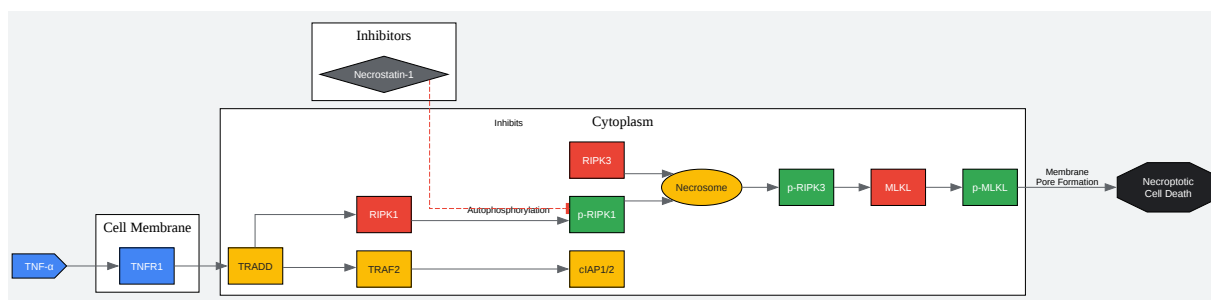 Inhibitors
Necrostatin-1
Inhibits
Cytoplasm
RIPK3
Necrosome
p-RIPK3
MLKL
p-MLKL
Membrane
Pore Formation
Necroptotic
Cell Death
RIPK1
Autophosphorylation
p-RIPK1
Cell Membrane
TNF-α
TNFR1
TRADD
TRAF2
cIAP1/2